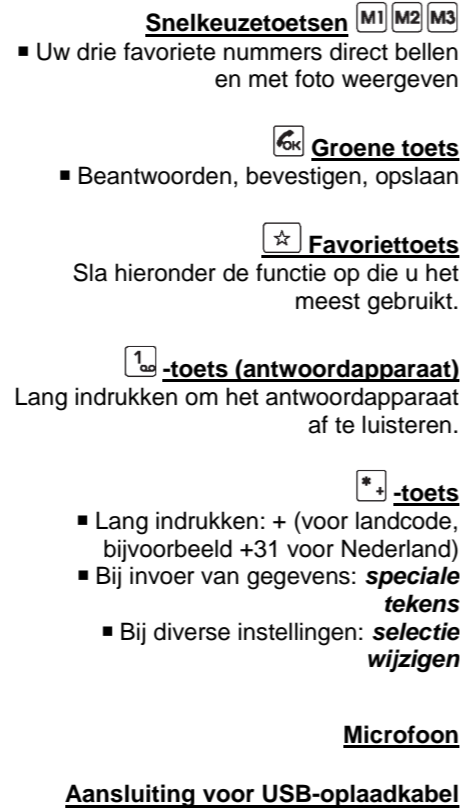 Snelkeuzetoetsen M1 M2 M3
■ Uw drie favoriete nummers direct bellen
en met foto weergeven
OK Groene toets
■ Beantwoorden, bevestigen, opslaan
☆ Favoriettoets
Sla hieronder de functie op die u het
meest gebruikt.
1 -toets (antwoordapparaat)
Lang indrukken om het antwoordapparaat
af te luisteren.
*+ -toets
■ Lang indrukken: + (voor landcode,
bijvoorbeeld +31 voor Nederland)
■ Bij invoer van gegevens: speciale
tekens
■ Bij diverse instellingen: selectie
wijzigen
Microfoon
Aansluiting voor USB-oplaadkabel